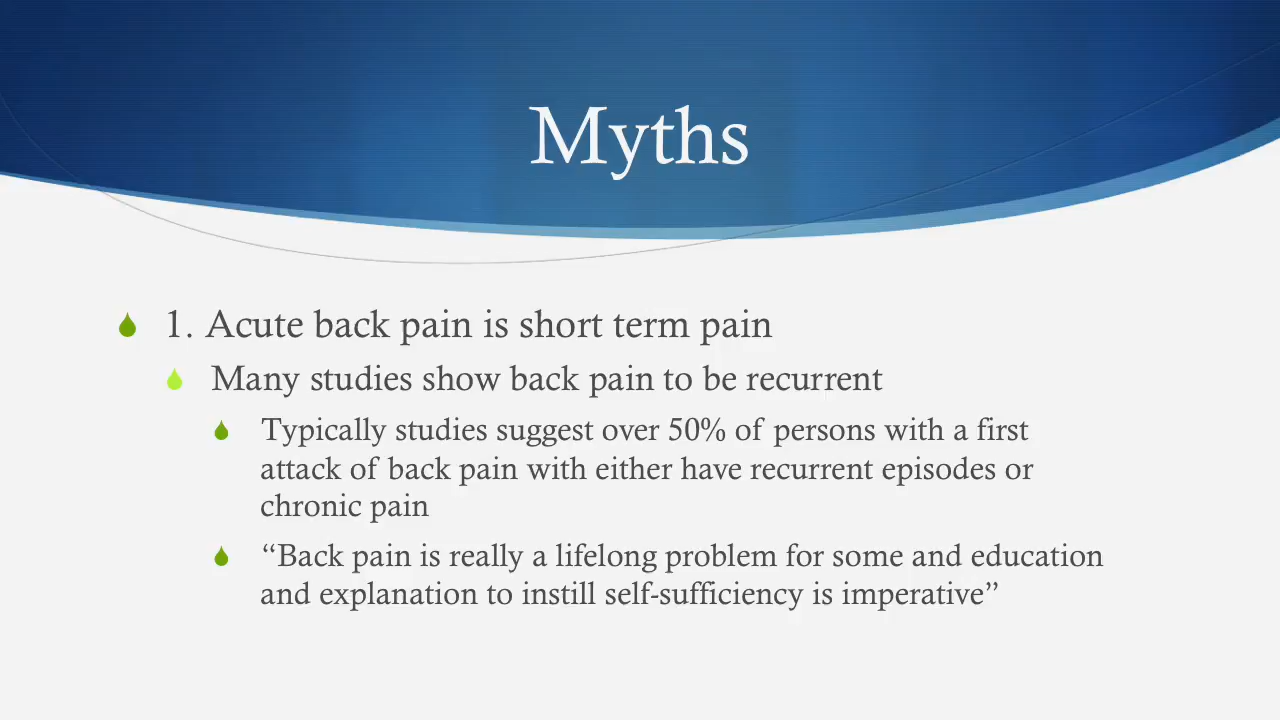 Myths
1. Acute back pain is short term pain
Many studies show back pain to be recurrent
Typically studies suggest over 50% of persons with a first
attack of back pain with either have recurrent episodes or
chronic pain
“Back pain is really a lifelong problem for some and education
and explanation to instill self-sufficiency is imperative”